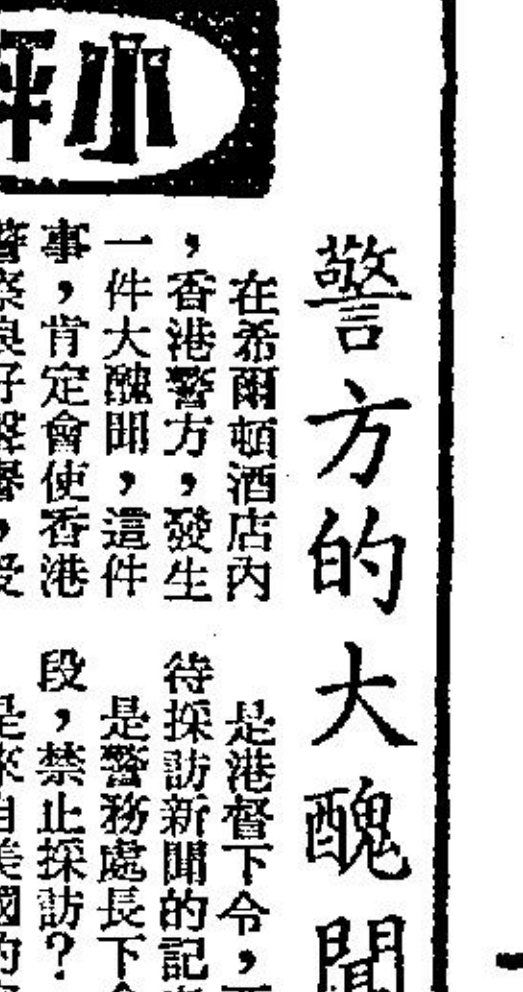 小評
警方的大醜聞
在希爾頓酒店內
，香港警方，發生
一件大醜聞，這件
事，肯定會使香港
警察良好聲譽，受
是港督下令，
待採訪新聞的記
是警務處長下令
段，禁止採訪？
是來自美國的